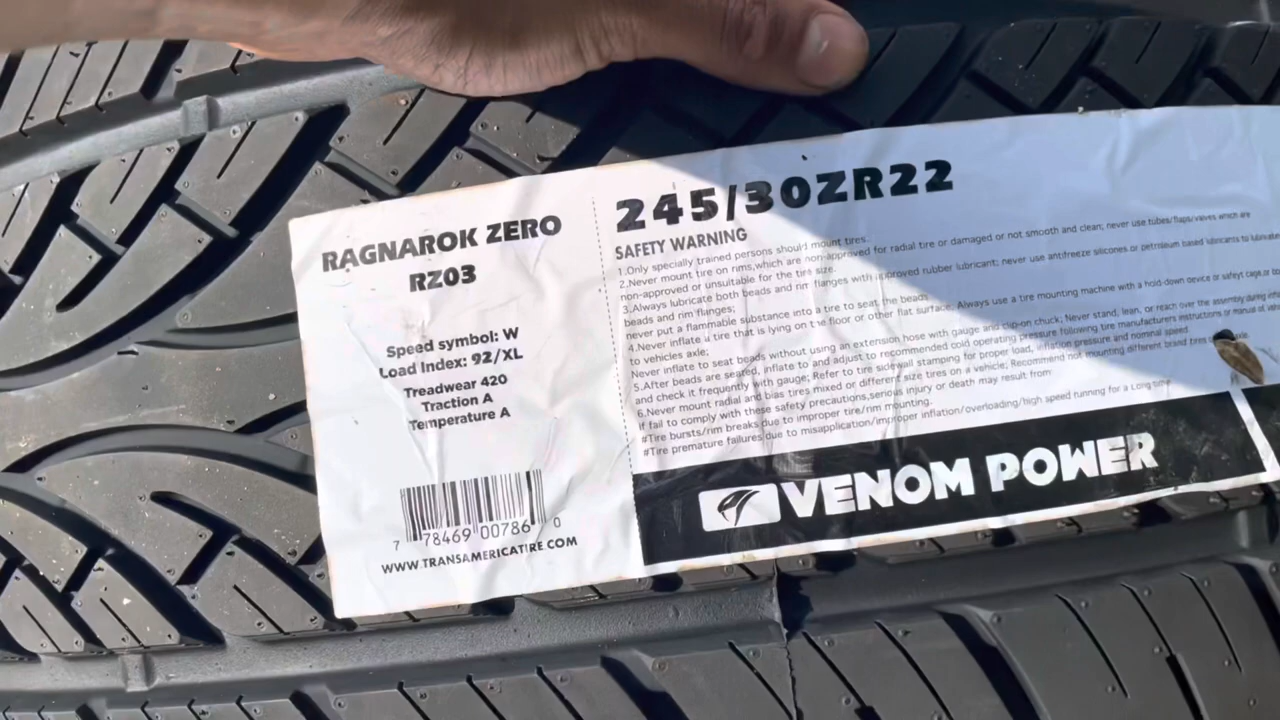 RAGNAROK ZERO
RZ03
Speed symbol: W
Load Index: 92/XL
Treadwear 420
Traction A
Temperature A
7 78469 00786 0
WWW.TRANSAMERICATIRE.COM
245/30ZR22
SAFETY WARNING
1.Only specially trained persons should mount tires.
2.Never mount tire on rims,which are non-approved for radial tire or damaged or not smooth and clean; never use tubes/flaps/valves which are
non-approved or unsuitable for the tire size.
3.Always lubricate both beads and rim flanges with approved rubber lubricant; never use antifreeze silicones or petroleum based lubricants to lubricate
beads and rim flanges;
never put a flammable substance into a tire to seat the beads
4.Never inflate a tire that is lying on the floor or other flat surface; Always use a tire mounting machine with a hold-down device or safety cage or
to vehicles axle;
Never inflate to seat beads without using an extension hose with gauge and clip-on chuck; Never stand, lean, or reach over the assembly during
5.After beads are seated, inflate to and adjust to recommended cold operating pressure following tire manufacturers instructions or manual of
and check it frequently with gauge; Refer to tire sidewall stamping for proper load, inflation pressure and nominal speed.
6.Never mount radial and bias tires mixed or different size tires on a vehicle; Recommend not mounting different brand tires axle.
If fail to comply with these safety precautions,serious injury or death may result from:
#Tire bursts/rim breaks due to improper tire/rim mounting.
#Tire premature failures due to misapplication/improper inflation/overloading/high speed running for a Long time
VENOM POWER